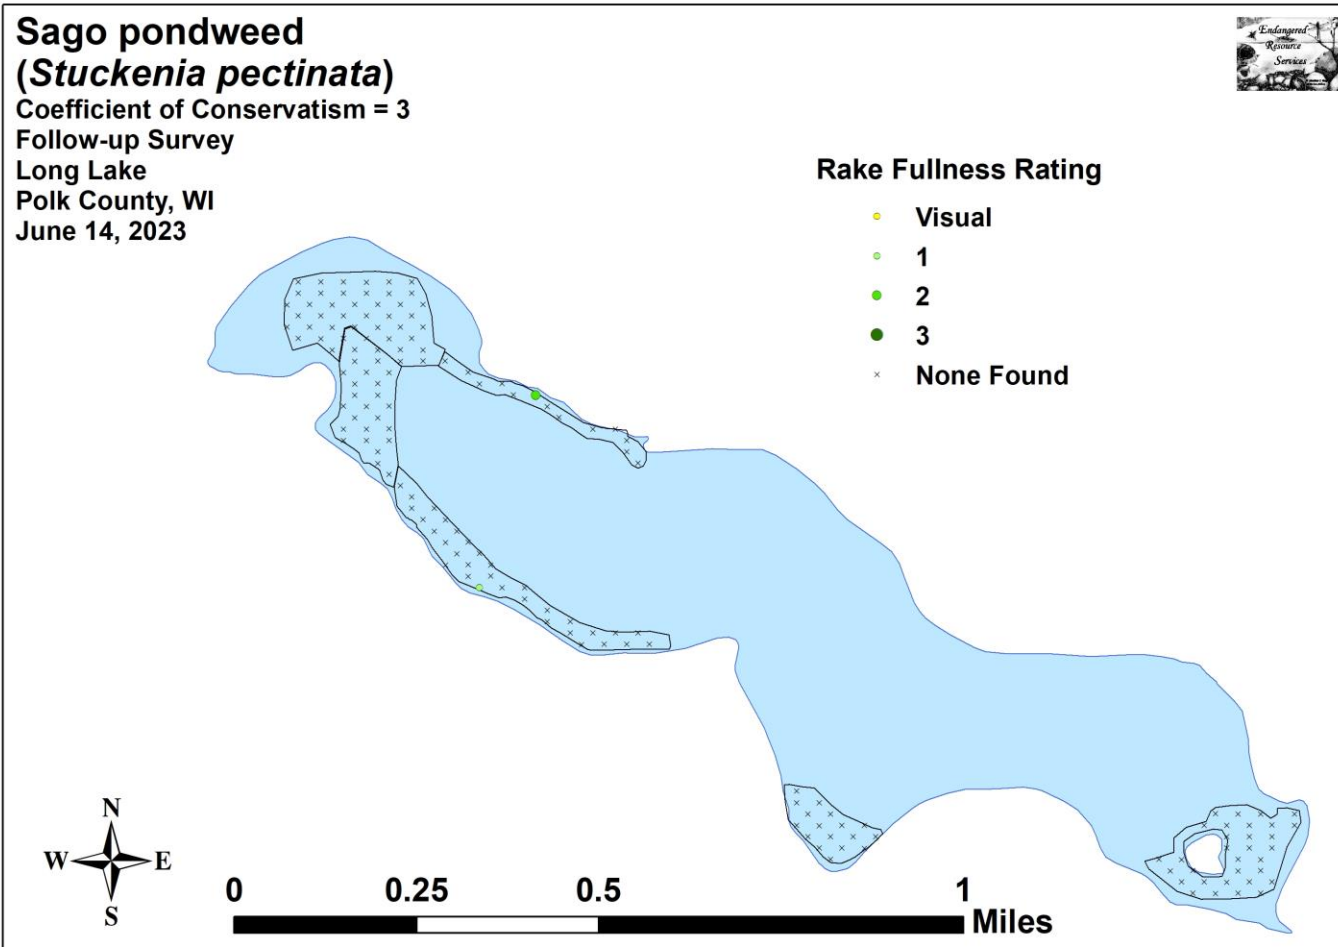 Sago pondweed
(Stuckenia pectinata)
Coefficient of Conservatism = 3
Follow-up Survey
Long Lake
Polk County, WI
June 14, 2023
Endangered
Resource
Services
Rake Fullness Rating
Visual
1
2
3
None Found
N
W E
S
0 0.25 0.5 1
Miles